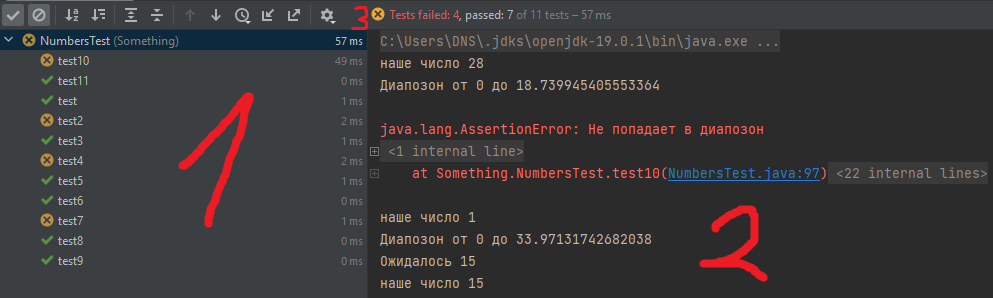 3
Tests failed: 4, passed: 7 of 11 tests – 57 ms
NumbersTest (Something) 57 ms
test10 49 ms
test11 0 ms
test 1 ms
test2 2 ms
test3 1 ms
test4 2 ms
test5 1 ms
test6 0 ms
test7 1 ms
test8 0 ms
test9 0 ms
1
C:\Users\DNS\.jdks\openjdk-19.0.1\bin\java.exe ...
наше число 28
Диапозон от 0 до 18.739945405553364
java.lang.AssertionError: Не попадает в диапозон
<1 internal line>
at Something.NumbersTest.test10(NumbersTest.java:97) <22 internal lines>
наше число 1
Диапозон от 0 до 33.97131742682038
Ожидалось 15
наше число 15
2